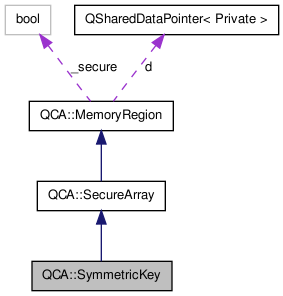 bool
QSharedDataPointer< Private >
_secure
d
QCA::MemoryRegion
QCA::SecureArray
QCA::SymmetricKey